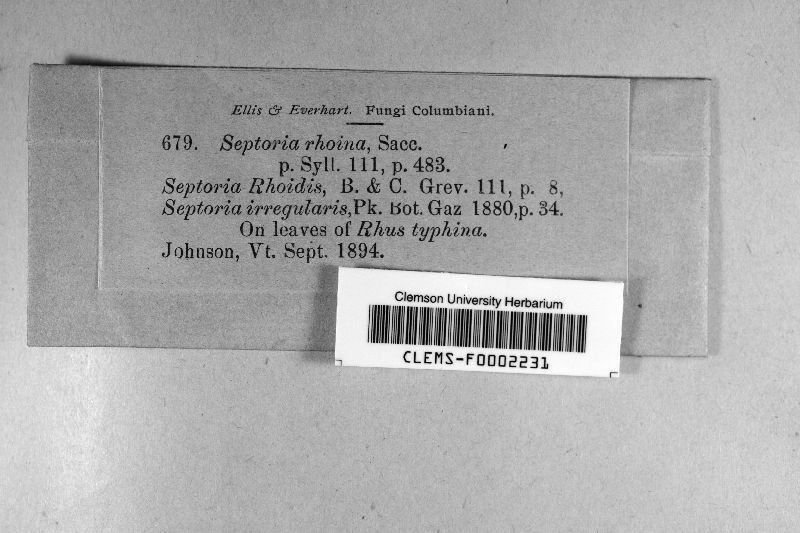 Ellis & Everhart. Fungi Columbiani.
679. Septoria rhoina, Sacc.
p. Syll. 111, p. 483.
Septoria Rhoidis, B. & C. Grev. 111, p. 8,
Septoria irregularis, Pk. Bot. Gaz 1880, p. 34.
On leaves of Rhus typhina.
Johnson, Vt. Sept. 1894.
Clemson University Herbarium
CLEMS-F0002231